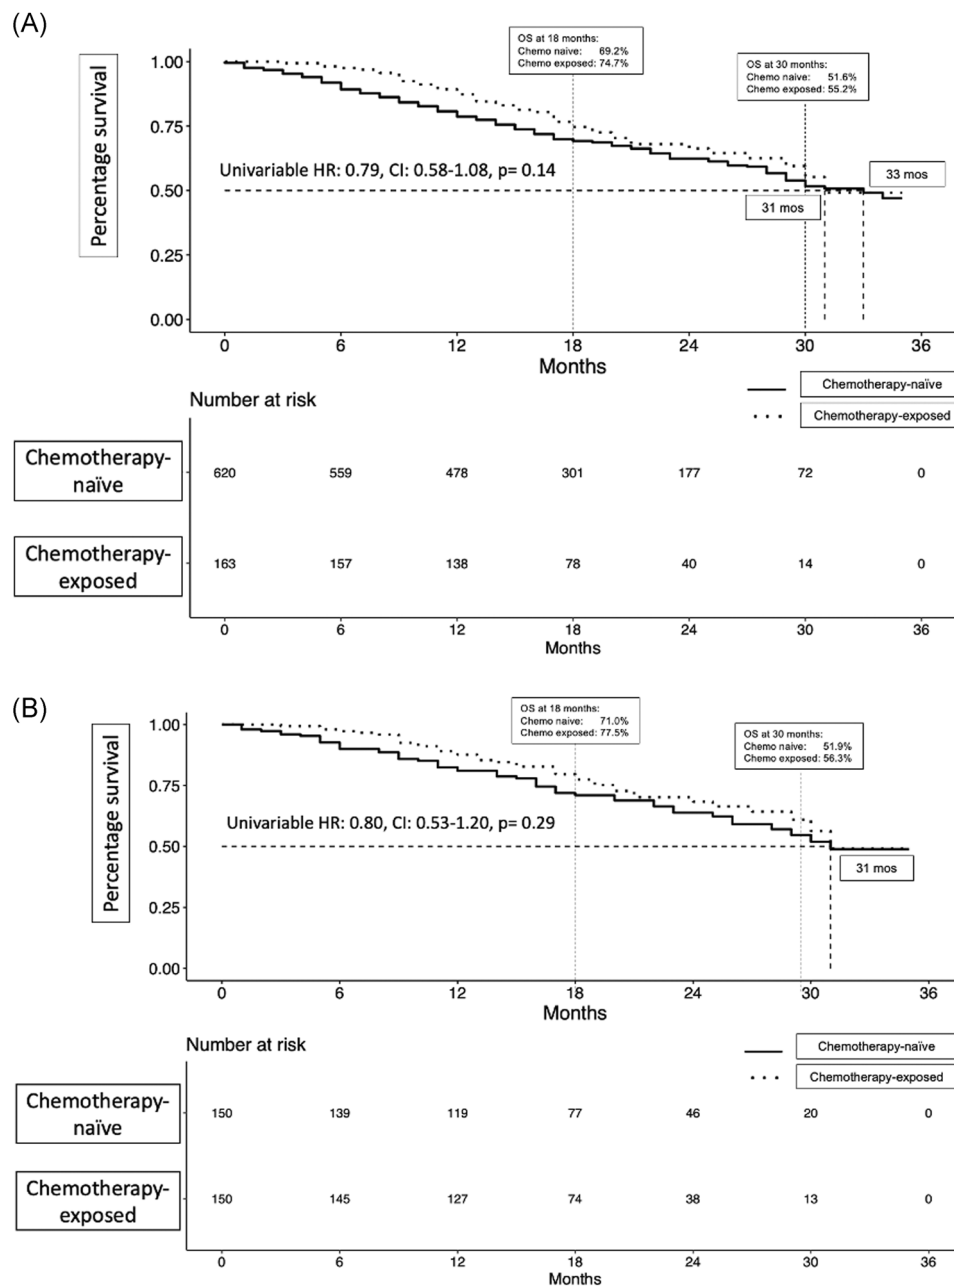 (A)
OS at 18 months:
Chemo naive: 69.2%
Chemo exposed: 74.7%
OS at 30 months:
Chemo naive: 51.6%
Chemo exposed: 55.2%
Percentage survival
1.00
0.75
0.50
0.25
0.00
Univariable HR: 0.79, CI: 0.58-1.08, p= 0.14
31 mos
33 mos
0 6 12 18 24 30 36
Months
Chemotherapy-naïve
Chemotherapy-exposed
Number at risk
Chemotherapy-
naïve
620 559 478 301 177 72 0
Chemotherapy-
exposed
163 157 138 78 40 14 0
0 6 12 18 24 30 36
Months
(B)
OS at 18 months:
Chemo naive: 71.0%
Chemo exposed: 77.5%
OS at 30 months:
Chemo naive: 51.9%
Chemo exposed: 56.3%
Percentage survival
1.00
0.75
0.50
0.25
0.00
Univariable HR: 0.80, CI: 0.53-1.20, p= 0.29
31 mos
0 6 12 18 24 30 36
Months
Chemotherapy-naïve
Chemotherapy-exposed
Number at risk
Chemotherapy-
naïve
150 139 119 77 46 20 0
Chemotherapy-
exposed
150 145 127 74 38 13 0
0 6 12 18 24 30 36
Months